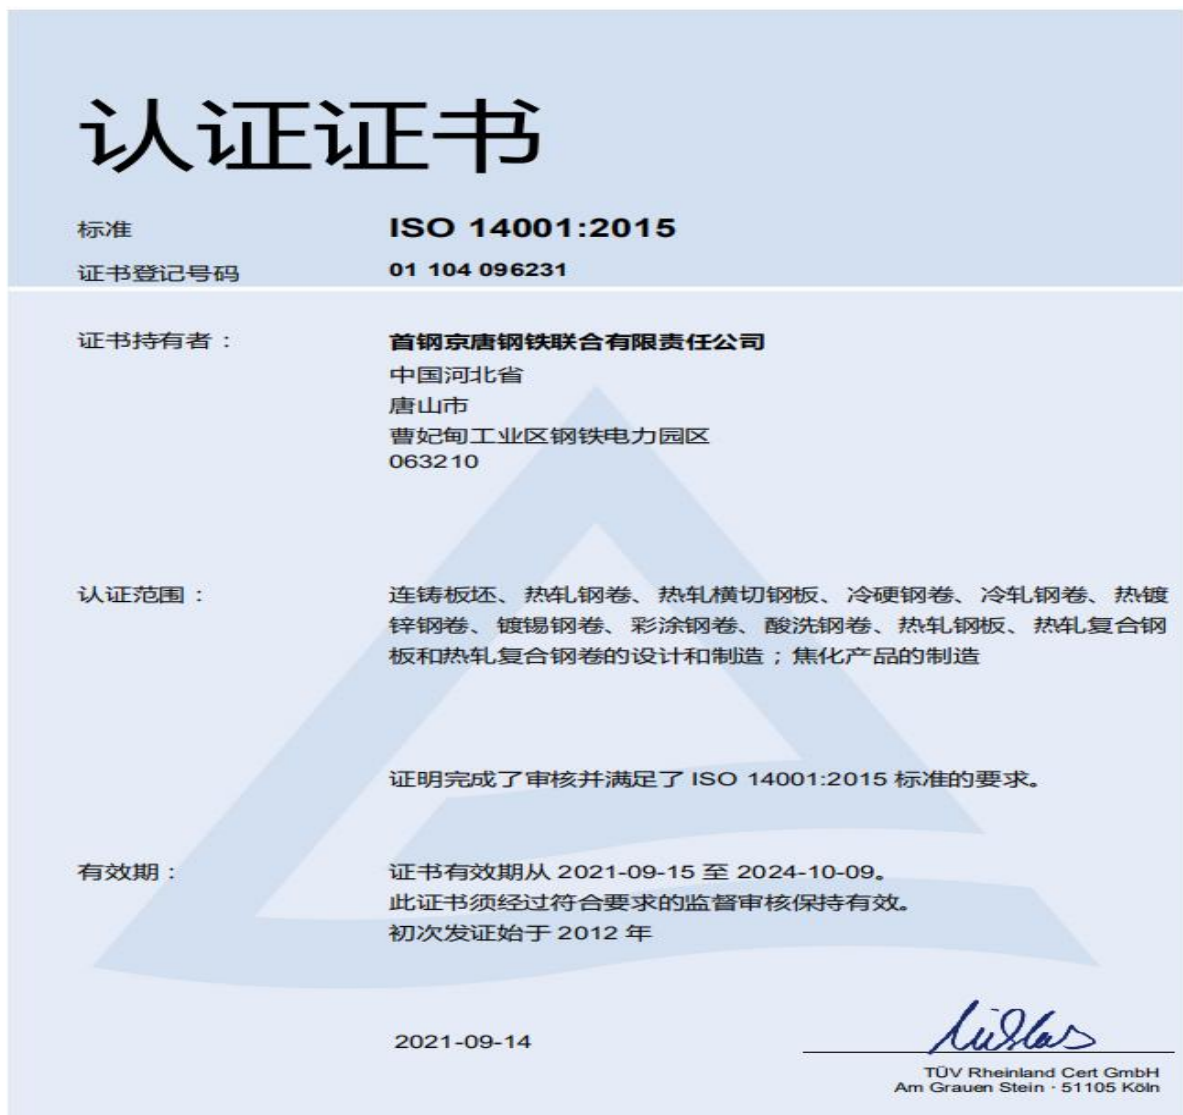 认证证书
标准 ISO 14001:2015
证书登记号码 01 104 096231
证书持有者： 首钢京唐钢铁联合有限责任公司
中国河北省
唐山市
曹妃甸工业区钢铁电力园区
063210
认证范围： 连铸板坯、热轧钢卷、热轧横切钢板、冷硬钢卷、冷轧钢卷、热镀
锌钢卷、镀锡钢卷、彩涂钢卷、酸洗钢卷、热轧钢板、热轧复合钢
板和热轧复合钢卷的设计和制造；焦化产品的制造
证明完成了审核并满足了 ISO 14001:2015 标准的要求。
有效期： 证书有效期从 2021-09-15 至 2024-10-09。
此证书须经过符合要求的监督审核保持有效。
初次发证始于 2012 年
2021-09-14
TÜV Rheinland Cert GmbH
Am Grauen Stein · 51105 Köln